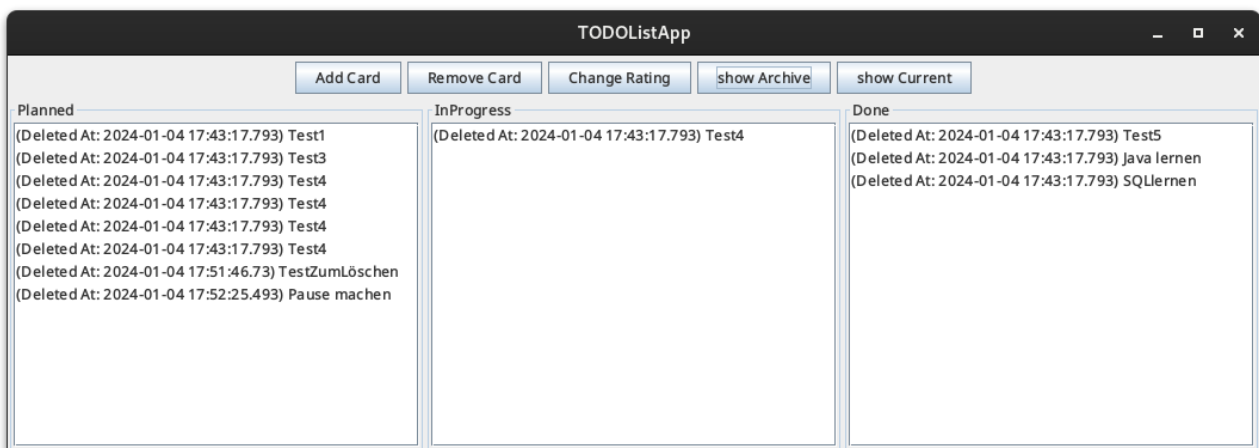 TODOListApp
Add Card
Remove Card
Change Rating
show Archive
show Current
Planned
(Deleted At: 2024-01-04 17:43:17.793) Test1
(Deleted At: 2024-01-04 17:43:17.793) Test3
(Deleted At: 2024-01-04 17:43:17.793) Test4
(Deleted At: 2024-01-04 17:43:17.793) Test4
(Deleted At: 2024-01-04 17:43:17.793) Test4
(Deleted At: 2024-01-04 17:43:17.793) Test4
(Deleted At: 2024-01-04 17:51:46.73) TestZumLöschen
(Deleted At: 2024-01-04 17:52:25.493) Pause machen
InProgress
(Deleted At: 2024-01-04 17:43:17.793) Test4
Done
(Deleted At: 2024-01-04 17:43:17.793) Test5
(Deleted At: 2024-01-04 17:43:17.793) Java lernen
(Deleted At: 2024-01-04 17:43:17.793) SQLlernen